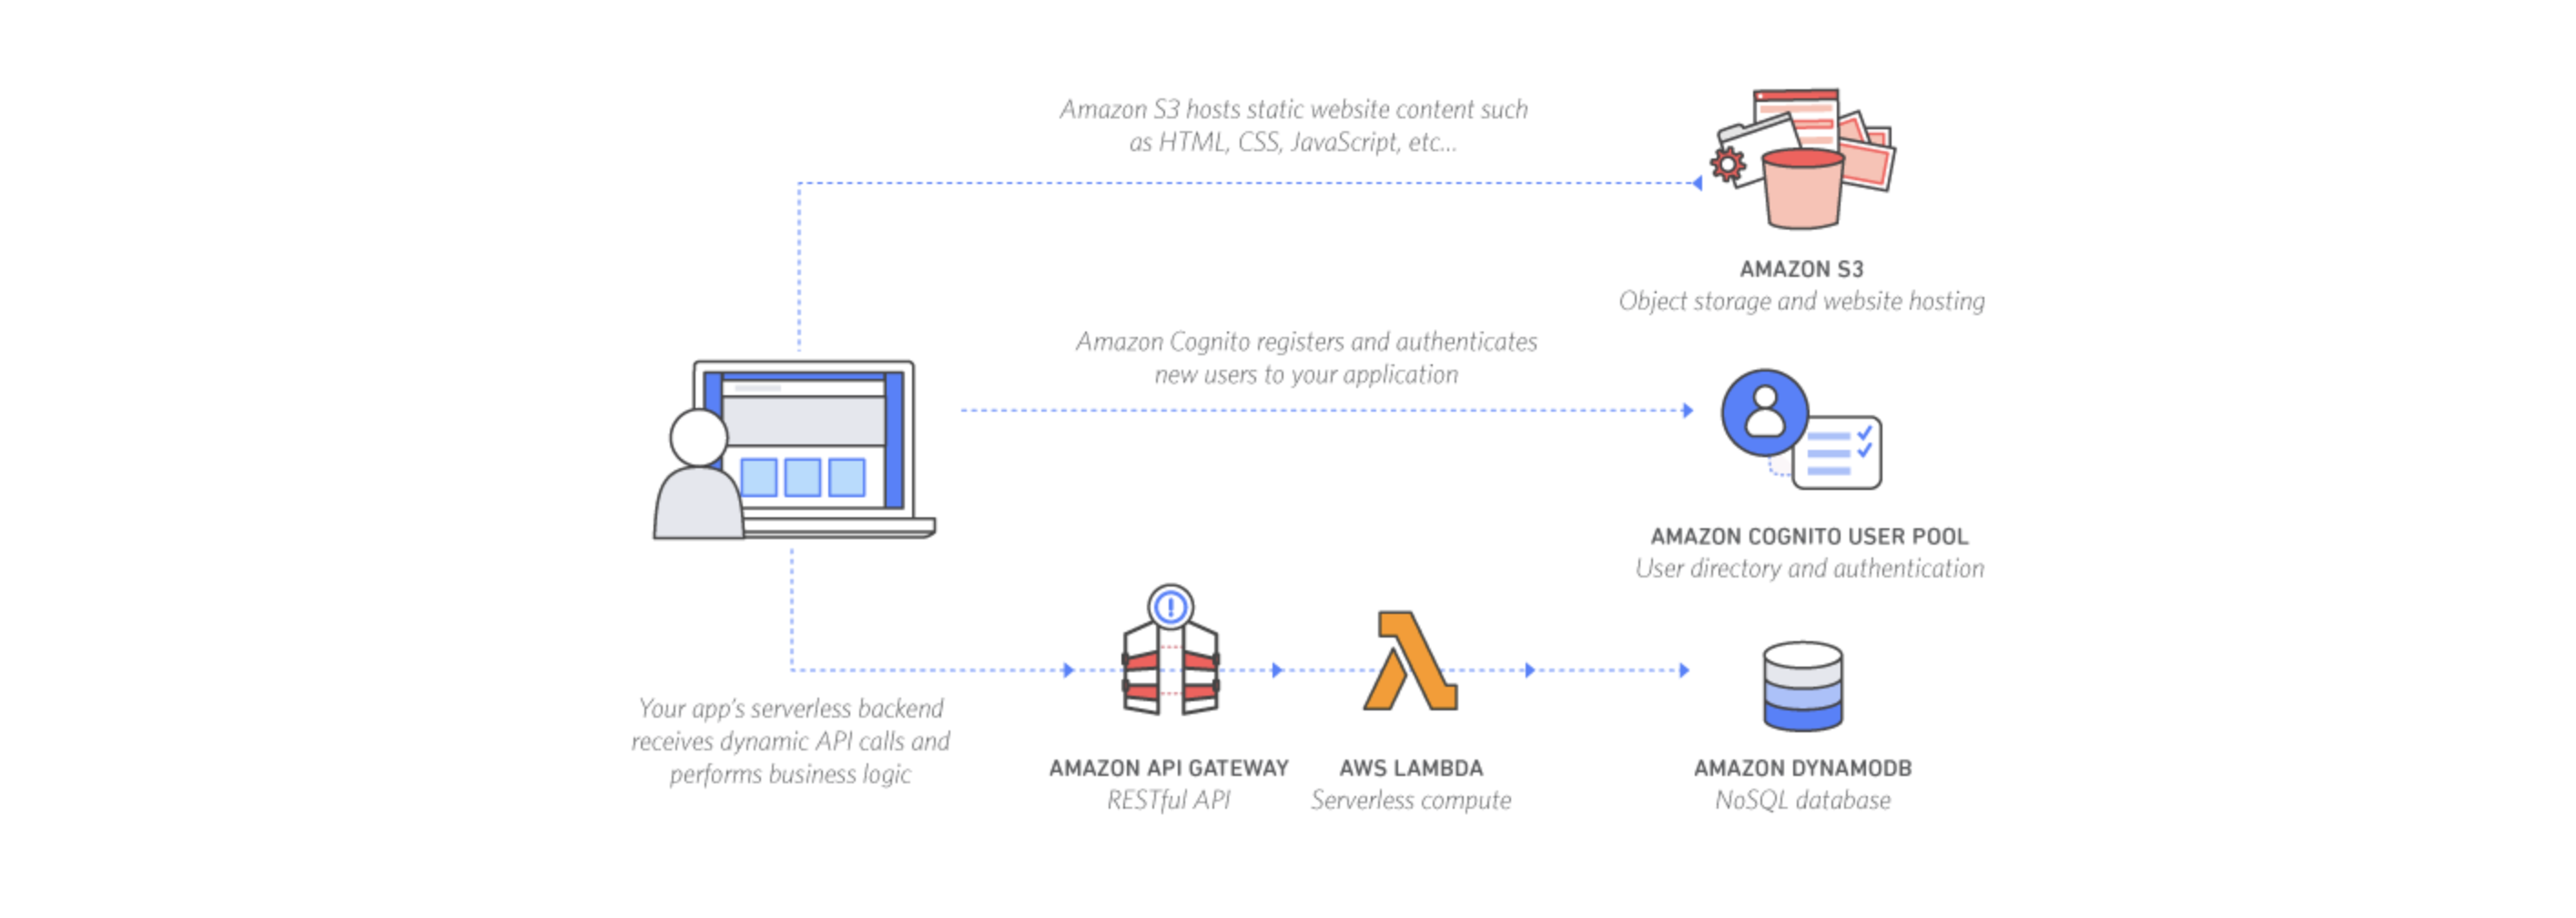 Amazon S3 hosts static website content such
as HTML, CSS, JavaScript, etc...
AMAZON S3
Object storage and website hosting
Amazon Cognito registers and authenticates
new users to your application
AMAZON COGNITO USER POOL
User directory and authentication
Your app's serverless backend
receives dynamic API calls and
performs business logic
AMAZON API GATEWAY
RESTful API
AWS LAMBDA
Serverless compute
AMAZON DYNAMODB
NoSQL database